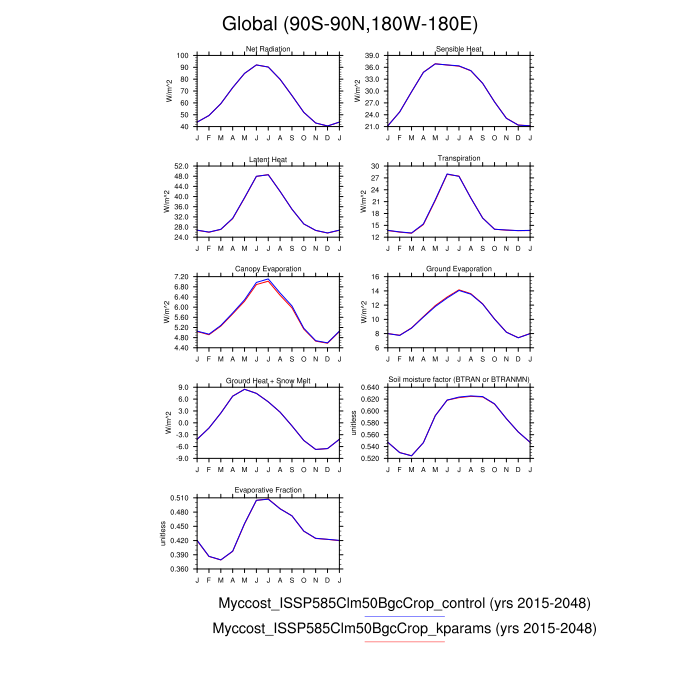 Global (90S-90N,180W-180E)
Net Radiation
W/m^2
100
90
80
70
60
50
40
J F M A M J J A S O N D J
Sensible Heat
W/m^2
39.0
36.0
33.0
30.0
27.0
24.0
21.0
J F M A M J J A S O N D J
Latent Heat
W/m^2
52.0
48.0
44.0
40.0
36.0
32.0
28.0
24.0
J F M A M J J A S O N D J
Transpiration
W/m^2
30
27
24
21
18
15
12
J F M A M J J A S O N D J
Canopy Evaporation
W/m^2
7.20
6.80
6.40
6.00
5.60
5.20
4.80
4.40
J F M A M J J A S O N D J
Ground Evaporation
W/m^2
16
14
12
10
8
6
J F M A M J J A S O N D J
Ground Heat + Snow Melt
W/m^2
9.0
6.0
3.0
0.0
-3.0
-6.0
-9.0
J F M A M J J A S O N D J
Soil moisture factor (BTRAN or BTRANMN)
unitless
0.640
0.620
0.600
0.580
0.560
0.540
0.520
J F M A M J J A S O N D J
Evaporative Fraction
unitless
0.510
0.480
0.450
0.420
0.390
0.360
J F M A M J J A S O N D J
Myccost_ISSP585Clm50BgcCrop_control (yrs 2015-2048)
Myccost_ISSP585Clm50BgcCrop_kparams (yrs 2015-2048)